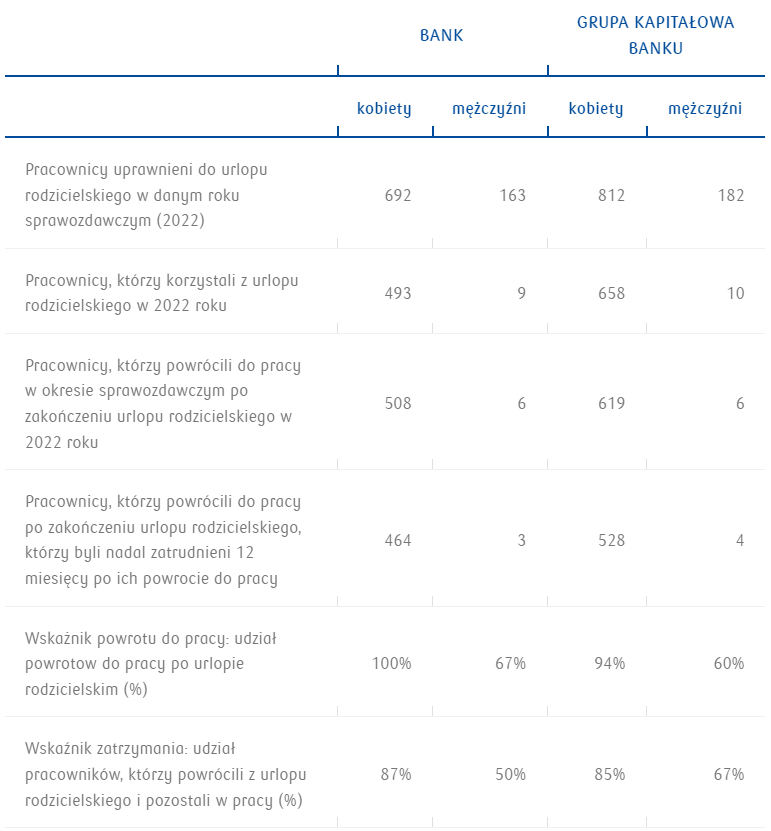 BANK
GRUPA KAPITAŁOWA
BANKU
kobiety mężczyźni kobiety mężczyźni
Pracownicy uprawnieni do urlopu
rodzicielskiego w danym roku 692 163 812 182
sprawozdawczym (2022)
Pracownicy, którzy korzystali z urlopu
rodzicielskiego w 2022 roku 493 9 658 10
Pracownicy, którzy powrócili do pracy
w okresie sprawozdawczym po
zakończeniu urlopu rodzicielskiego w 508 6 619 6
2022 roku
Pracownicy, którzy powrócili do pracy
po zakończeniu urlopu rodzicielskiego,
którzy byli nadal zatrudnieni 12 464 3 528 4
miesięcy po ich powrocie do pracy
Wskaźnik powrotu do pracy: udział
powrotow do pracy po urlopie 100% 67% 94% 60%
rodzicielskim (%)
Wskaźnik zatrzymania: udział
pracowników, którzy powrócili z urlopu 87% 50% 85% 67%
rodzicielskiego i pozostali w pracy (%)